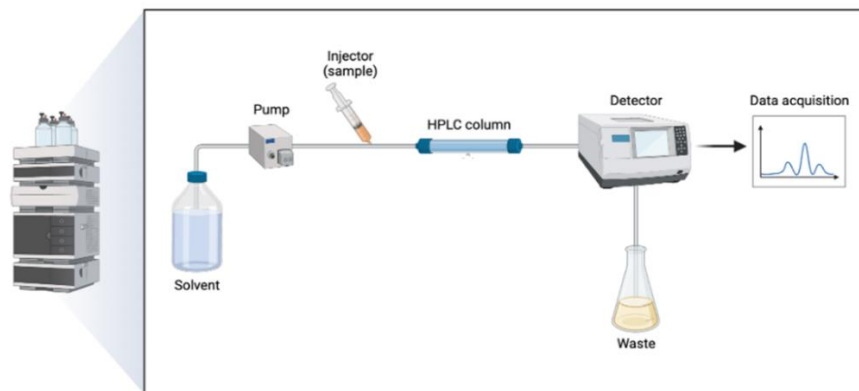 Injector
(sample)
Pump
HPLC column
Detector
Data acquisition
Solvent
Waste